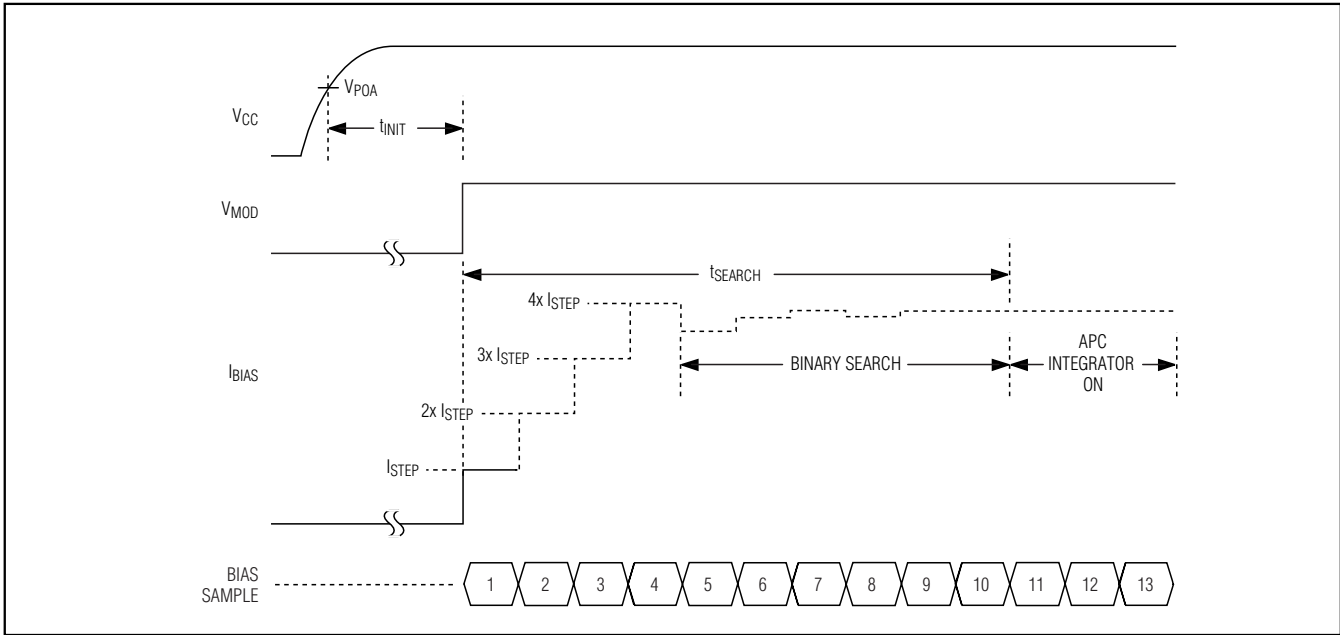 VPOA
VCC
tINIT
VMOD
tSEARCH
4x ISTEP
3x ISTEP
BINARY SEARCH
APC
INTEGRATOR
ON
IBIAS
2x ISTEP
ISTEP
BIAS
SAMPLE
1 2 3 4 5 6 7 8 9 10 11 12 13